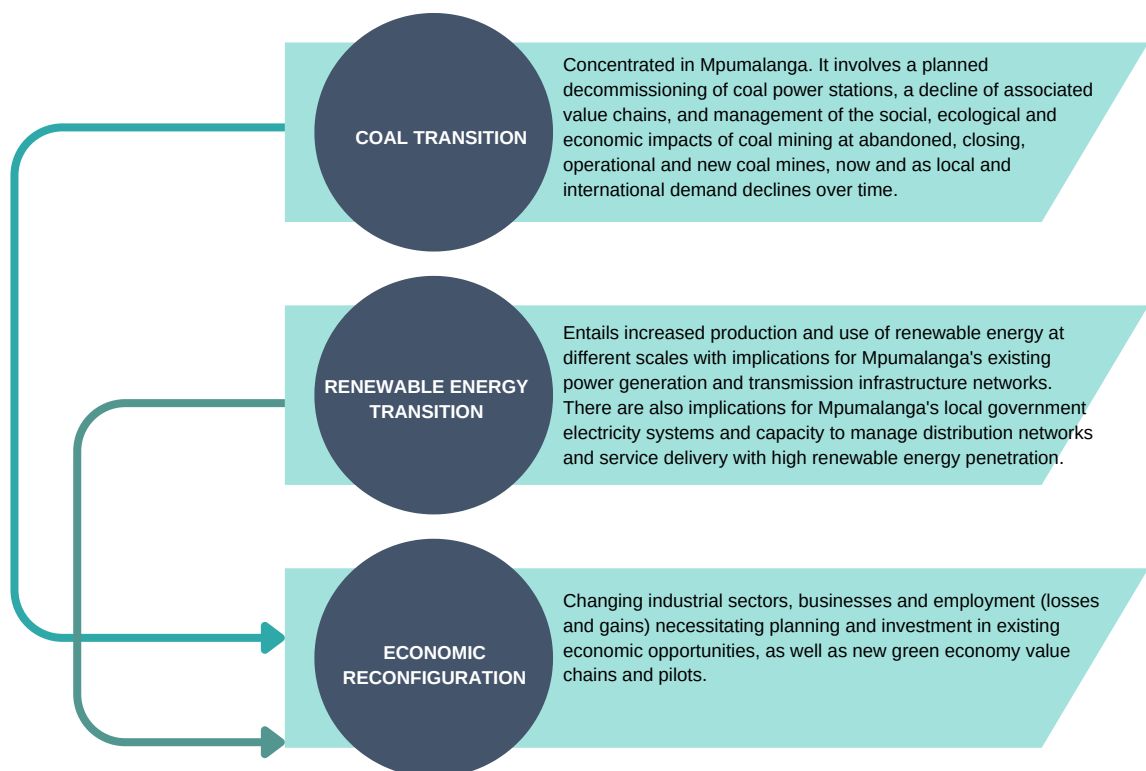 COAL TRANSITION
Concentrated in Mpumalanga. It involves a planned
decommissioning of coal power stations, a decline of associated
value chains, and management of the social, ecological and
economic impacts of coal mining at abandoned, closing,
operational and new coal mines, now and as local and
international demand declines over time.
RENEWABLE ENERGY
TRANSITION
Entails increased production and use of renewable energy at
different scales with implications for Mpumalanga's existing
power generation and transmission infrastructure networks.
There are also implications for Mpumalanga's local government
electricity systems and capacity to manage distribution networks
and service delivery with high renewable energy penetration.
ECONOMIC
RECONFIGURATION
Changing industrial sectors, businesses and employment (losses
and gains) necessitating planning and investment in existing
economic opportunities, as well as new green economy value
chains and pilots.